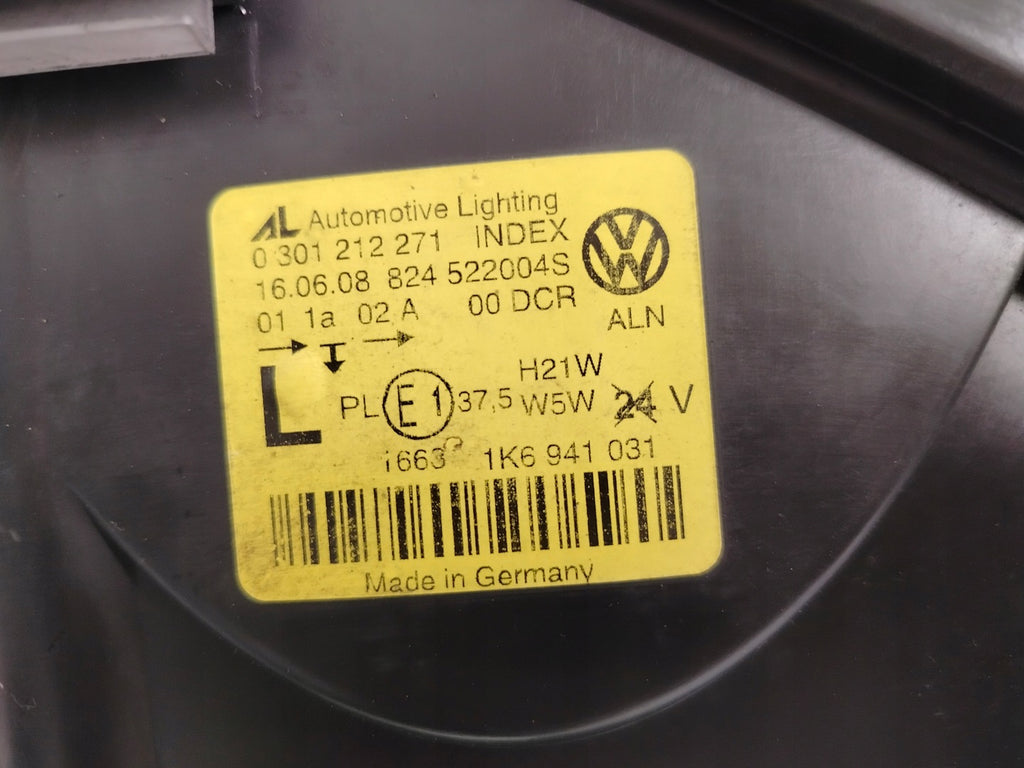 AL Automotive Lighting
0 301 212 271 INDEX
16.06.08 824 522004S
01 1a 02 A 00 DCR
VW
ALN
L
PL E1 37,5
H21W
W5W 24 V
1663 1K6 941 031
Made in Germany